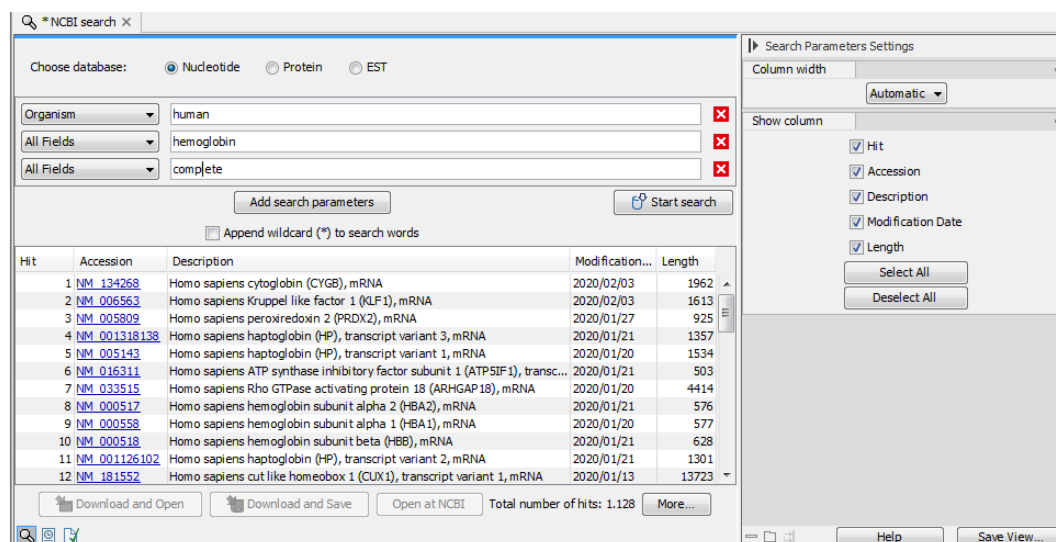 * NCBI search
Search Parameters Settings
Choose database: Nucleotide Protein EST
Column width
Automatic
Organism human
Show column
All Fields hemoglobin
Hit
All Fields complete
Accession
Add search parameters Start search
Description
Append wildcard (*) to search words
Modification Date
Length
Select All
Deselect All
Hit Accession Description Modification... Length
1 NM_134268 Homo sapiens cytoglobin (CYGB), mRNA 2020/02/03 1962
2 NM_006563 Homo sapiens Kruppel like factor 1 (KLF1), mRNA 2020/02/03 1613
3 NM_005809 Homo sapiens peroxiredoxin 2 (PRDX2), mRNA 2020/01/27 925
4 NM_001318138 Homo sapiens haptoglobin (HP), transcript variant 3, mRNA 2020/01/21 1357
5 NM_005143 Homo sapiens haptoglobin (HP), transcript variant 1, mRNA 2020/01/20 1534
6 NM_016311 Homo sapiens ATP synthase inhibitory factor subunit 1 (ATP5IF1), transc... 2020/01/21 503
7 NM_033515 Homo sapiens Rho GTPase activating protein 18 (ARHGAP18), mRNA 2020/01/20 4414
8 NM_000517 Homo sapiens hemoglobin subunit alpha 2 (HBA2), mRNA 2020/01/21 576
9 NM_000558 Homo sapiens hemoglobin subunit alpha 1 (HBA1), mRNA 2020/01/20 577
10 NM_000518 Homo sapiens hemoglobin subunit beta (HBB), mRNA 2020/01/21 628
11 NM_001126102 Homo sapiens haptoglobin (HP), transcript variant 2, mRNA 2020/01/21 1301
12 NM_181552 Homo sapiens cut like homeobox 1 (CUX1), transcript variant 1, mRNA 2020/01/13 13723
Download and Open Download and Save Open at NCBI Total number of hits: 1.128 More...
Help Save View...